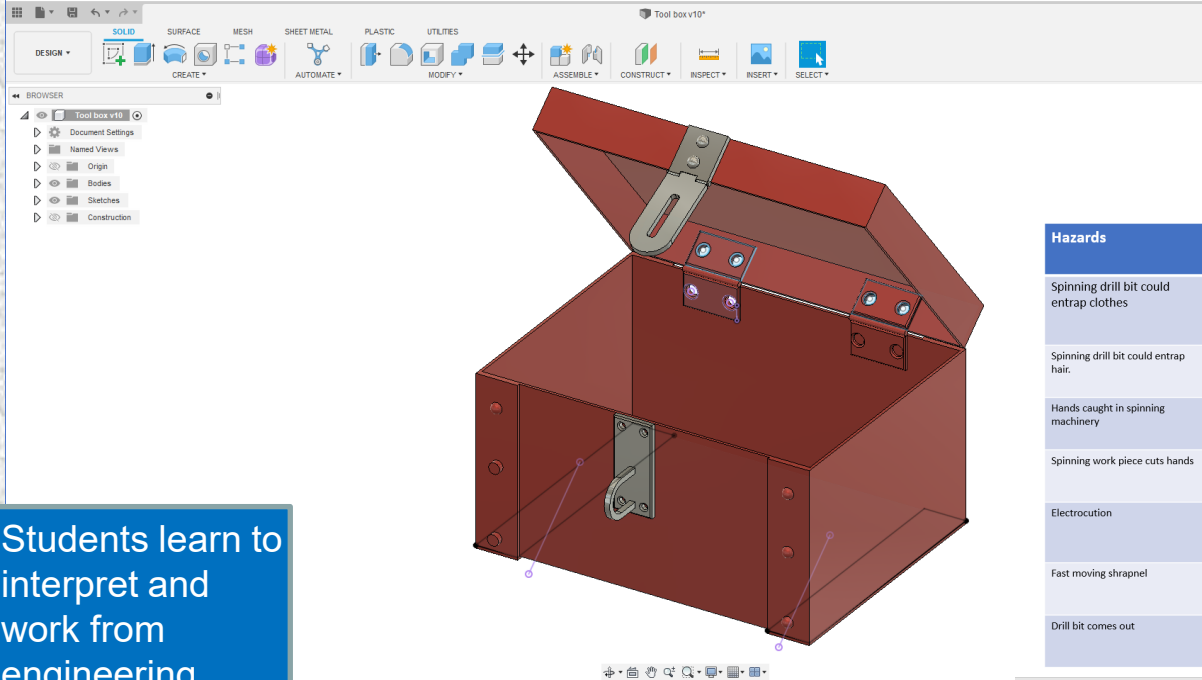 Tool box v10*
SOLID SURFACE MESH SHEET METAL PLASTIC UTILITIES
DESIGN ▾
CREATE ▾ AUTOMATE ▾ MODIFY ▾ ASSEMBLE ▾ CONSTRUCT ▾ INSPECT ▾ INSERT ▾ SELECT ▾
BROWSER
Tool box v10
Document Settings
Named Views
Origin
Bodies
Sketches
Construction
Hazards
Spinning drill bit could
entrap clothes
Spinning drill bit could entrap
hair.
Hands caught in spinning
machinery
Spinning work piece cuts hands
Electrocution
Fast moving shrapnel
Drill bit comes out
Students learn to
interpret and
work from
engineering